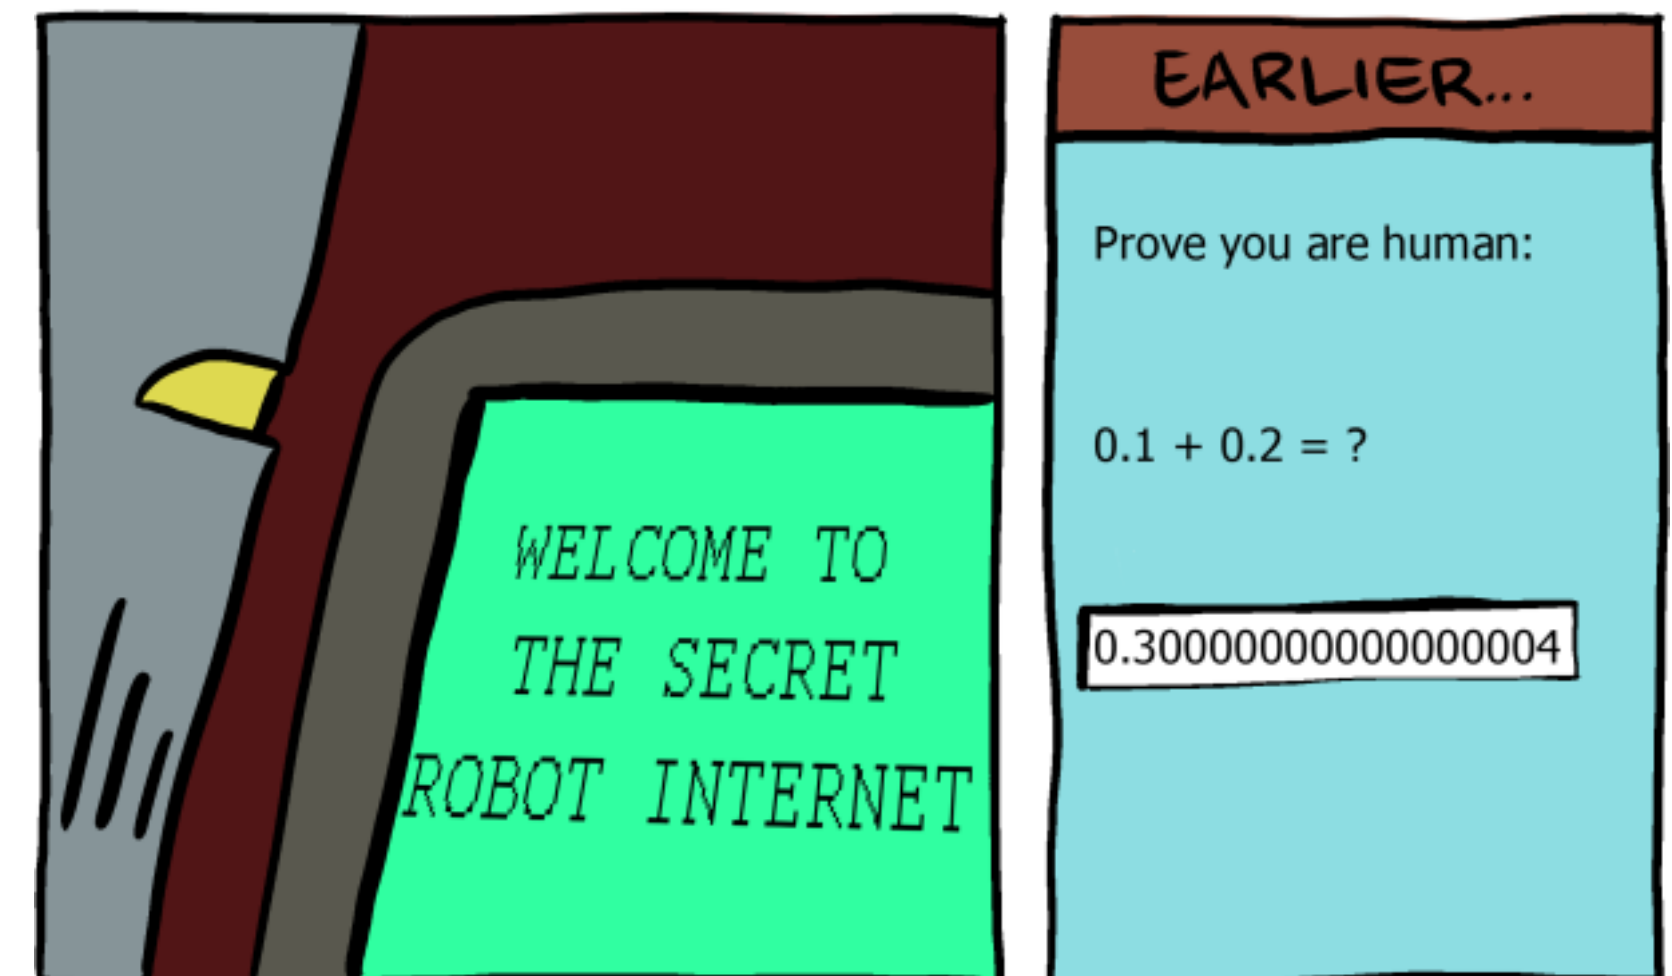 WELCOME TO
THE SECRET
ROBOT INTERNET
EARLIER...
Prove you are human:
0.1 + 0.2 = ?
0.30000000000000004